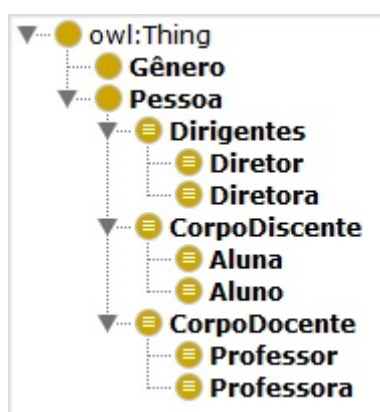 owl:Thing
Gênero
Pessoa
Dirigentes
Diretor
Diretora
CorpoDiscente
Aluna
Aluno
CorpoDocente
Professor
Professora